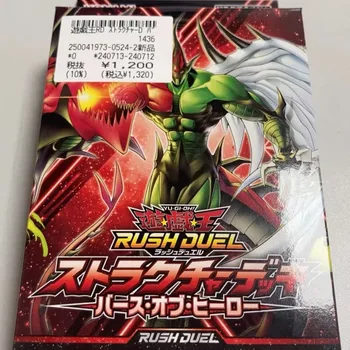 遊戯王RD ストラクチャーD バ
1436
250041973-0524-2新品
*0 *240713-240712
税抜 ¥1,200
(10%) (税込¥1,320)
YU-GI-OH!
遊戯王
RUSH DUEL
ラッシュデュエル
ストラクチャーデッキ
バース・オブ・ヒーロー
RUSH DUEL